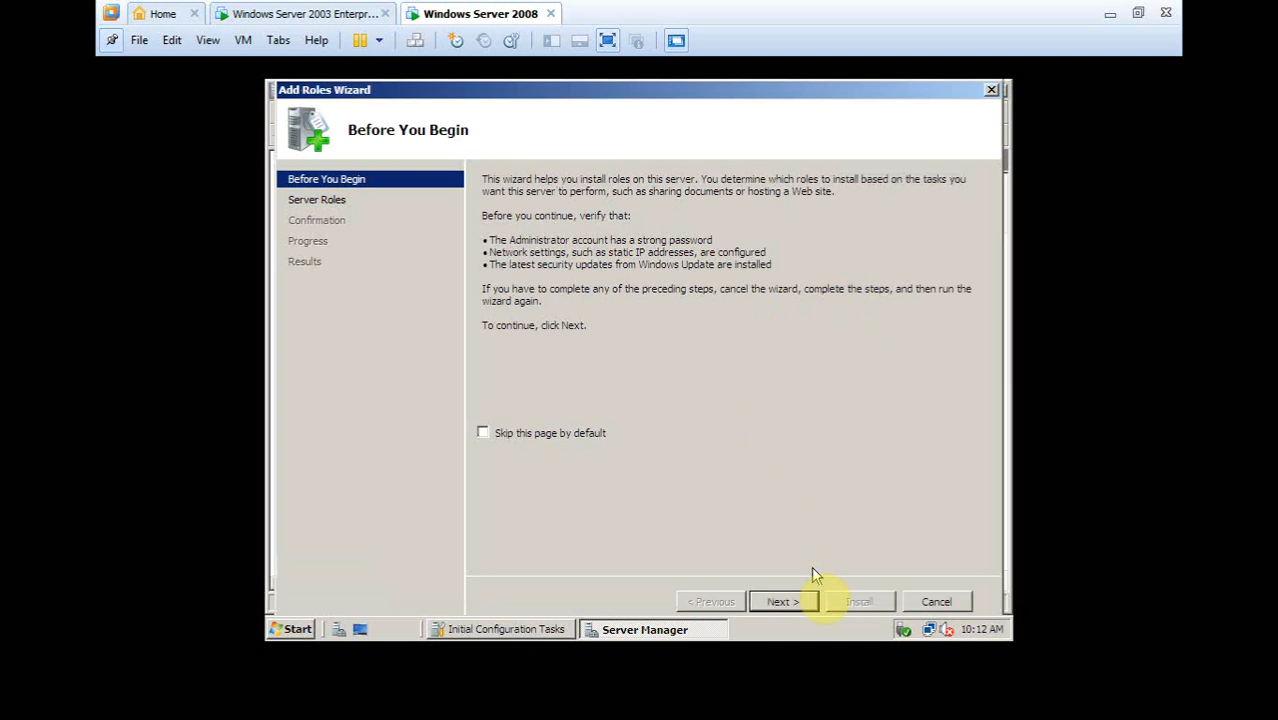 Home
Windows Server 2003 Enterpr...
Windows Server 2008
File Edit View VM Tabs Help
Add Roles Wizard
Before You Begin
Before You Begin
Server Roles
Confirmation
Progress
Results
This wizard helps you install roles on this server. You determine which roles to install based on the tasks you
want this server to perform, such as sharing documents or hosting a Web site.
Before you continue, verify that:
• The Administrator account has a strong password
• Network settings, such as static IP addresses, are configured
• The latest security updates from Windows Update are installed
If you have to complete any of the preceding steps, cancel the wizard, complete the steps, and then run the
wizard again.
To continue, click Next.
Skip this page by default
< Previous Next > Install Cancel
Start Initial Configuration Tasks Server Manager 10:12 AM